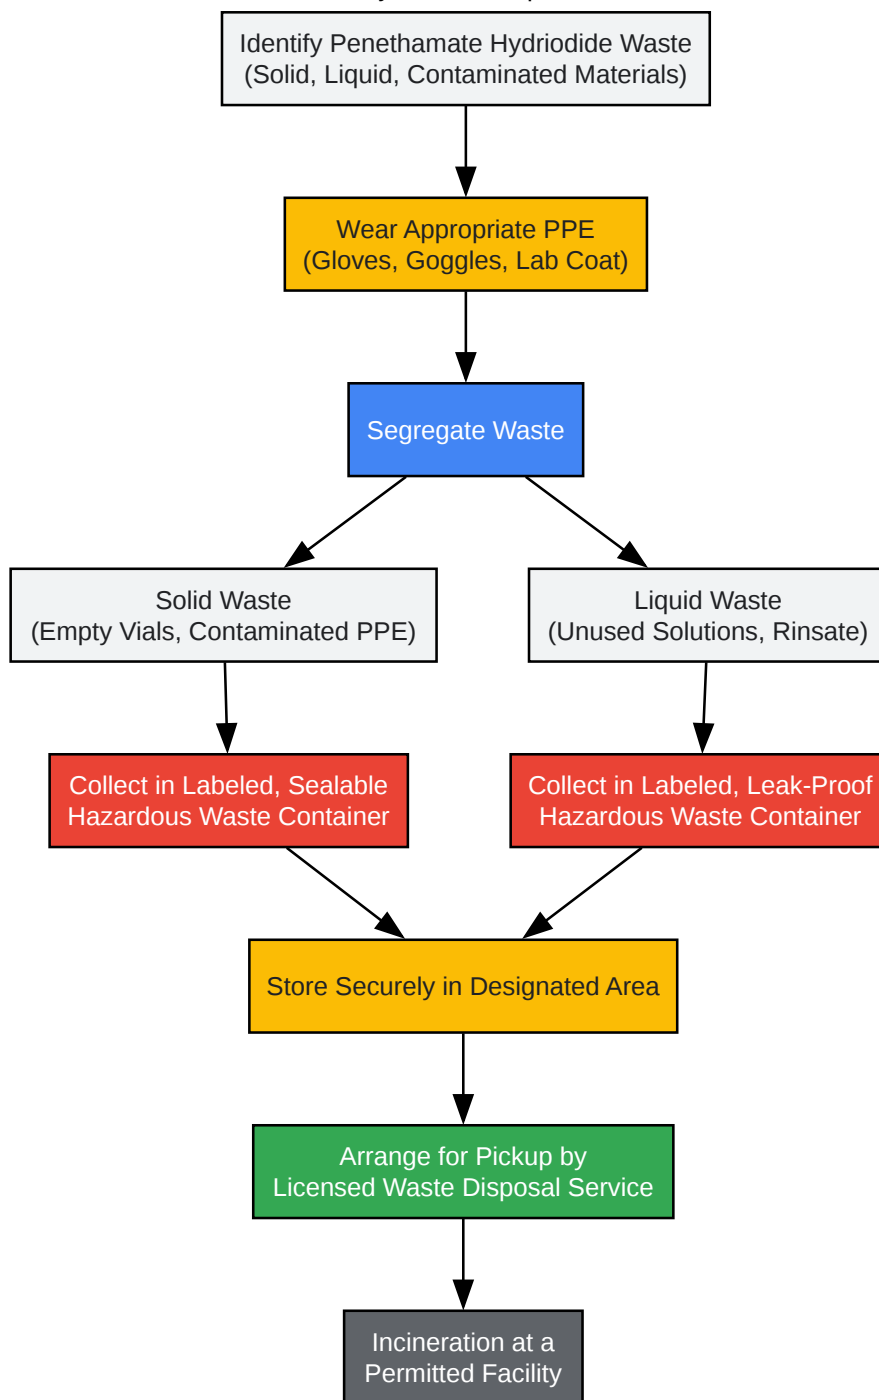 Identify Penethamate Hydriodide Waste
(Solid, Liquid, Contaminated Materials)
Wear Appropriate PPE
(Gloves, Goggles, Lab Coat)
Segregate Waste
Solid Waste
(Empty Vials, Contaminated PPE)
Liquid Waste
(Unused Solutions, Rinsate)
Collect in Labeled, Sealable
Hazardous Waste Container
Collect in Labeled, Leak-Proof
Hazardous Waste Container
Store Securely in Designated Area
Arrange for Pickup by
Licensed Waste Disposal Service
Incineration at a
Permitted Facility